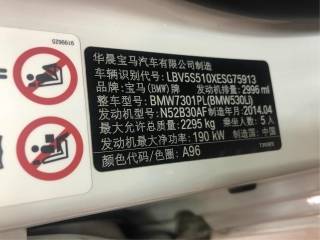 华晨宝马汽车有限公司制造
车辆识别代号: LBV5S510XESG75913
品牌: 宝马(BMW)牌 发动机排量: 2996 ml
整车型号: BMW7301PL(BMW530Li)
发动机型号: N52B30AF 制造年月: 2014.04
最大允许总质量: 2295 kg 乘坐人数: 5人
发动机最大净功率: 190 kW 制造国: 中国
颜色代码/色圈: A96